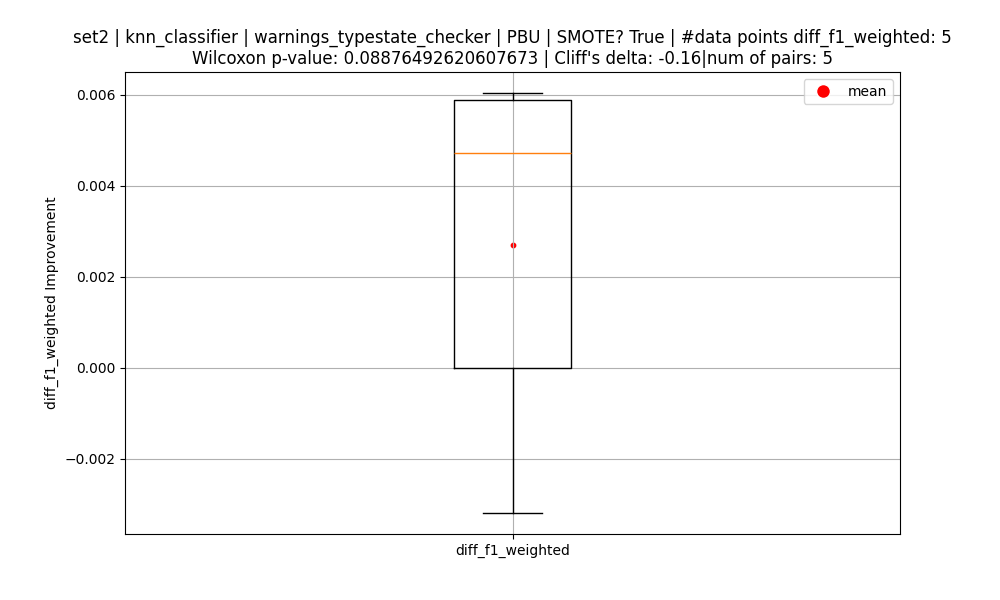 set2 | knn_classifier | warnings_typestate_checker | PBU | SMOTE? True | #data points diff_f1_weighted: 5
Wilcoxon p-value: 0.08876492620607673 | Cliff's delta: -0.16|num of pairs: 5
mean
0.006
0.004
0.002
0.000
−0.002
diff_f1_weighted Improvement
diff_f1_weighted